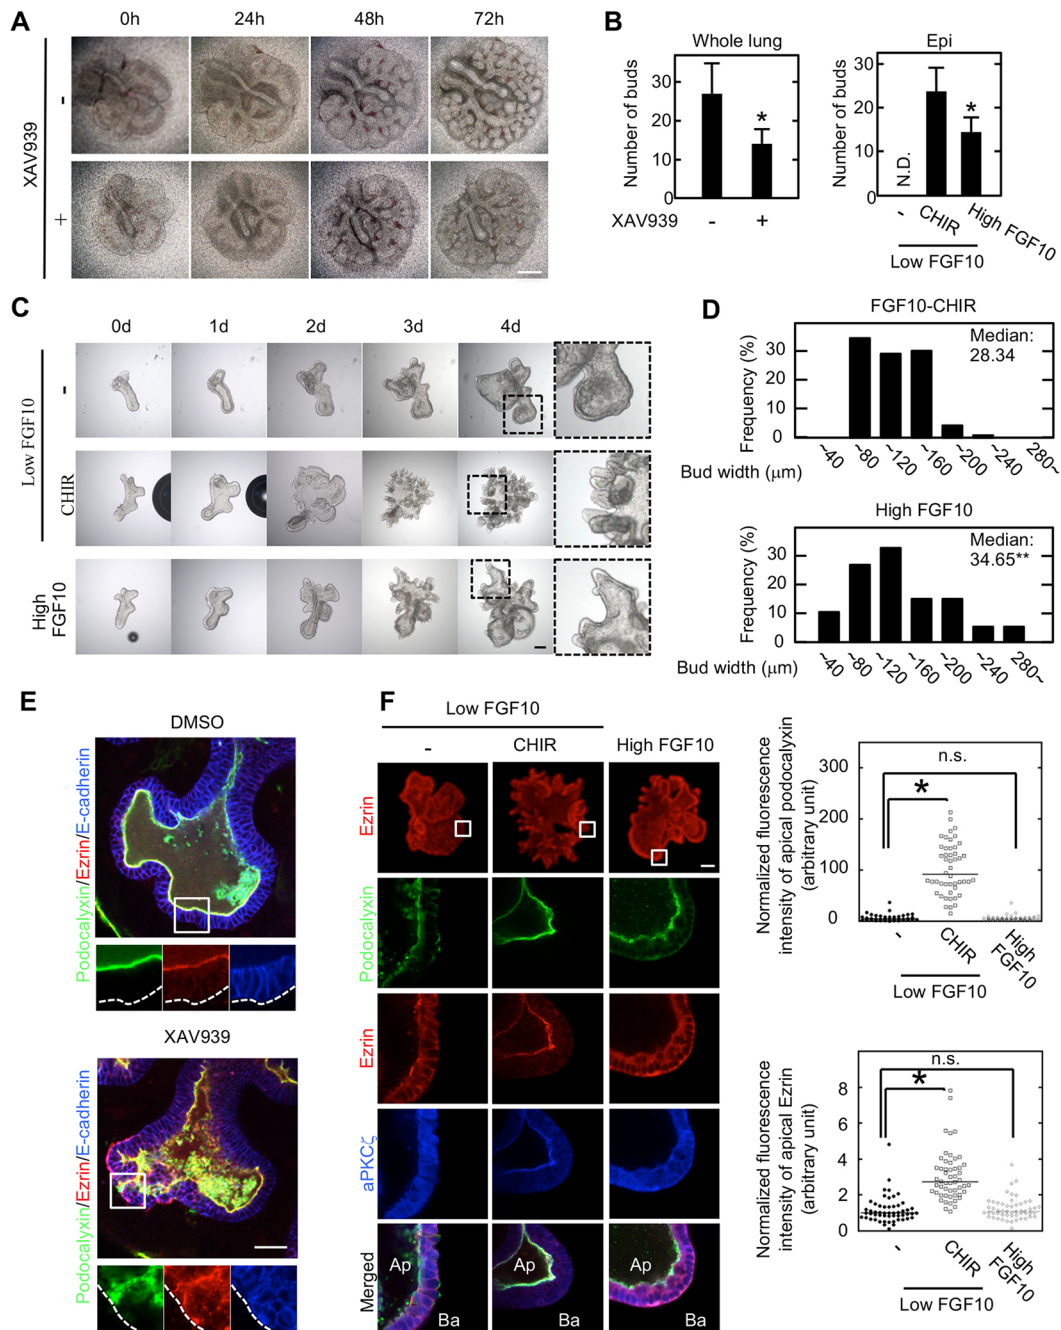 A
0h 24h 48h 72h
XAV939
-
+
B
Whole lung
Number of buds
30
20
10
0
*
XAV939 - +
Epi
Number of buds
30
20
10
0
N.D.
*
- CHIR High FGF10
Low FGF10
C
0d 1d 2d 3d 4d
Low FGF10
-
CHIR
High
FGF10
D
FGF10-CHIR
Median:
28.34
Frequency (%)
30
20
10
0
Bud width (μm)
~40 ~80 ~120 ~160 ~200 ~240 280~
High FGF10
Median:
34.65**
Frequency (%)
30
20
10
0
Bud width (μm)
~40 ~80 ~120 ~160 ~200 ~240 280~
E
DMSO
Podocalyxin/Ezrin/E-cadherin
XAV939
Podocalyxin/Ezrin/E-cadherin
F
Low FGF10
- CHIR High FGF10
Ezrin
Podocalyxin
Ezrin
aPKCζ
Merged
Ap Ap Ap
Ba Ba Ba
Normalized fluorescence
intensity of apical podocalyxin
(arbitrary unit)
300
200
100
0
n.s.
*
- CHIR High
FGF10
Low FGF10
Normalized fluorescence
intensity of apical Ezrin
(arbitrary unit)
8
6
4
2
0
n.s.
*
- CHIR High
FGF10
Low FGF10